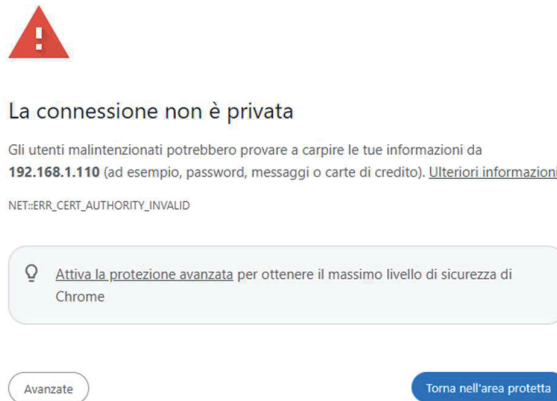 La connessione non è privata
Gli utenti malintenzionati potrebbero provare a carpire le tue informazioni da
192.168.1.110 (ad esempio, password, messaggi o carte di credito). Ulteriori informazioni
NET::ERR_CERT_AUTHORITY_INVALID
Attiva la protezione avanzata per ottenere il massimo livello di sicurezza di
Chrome
Avanzate
Torna nell'area protetta